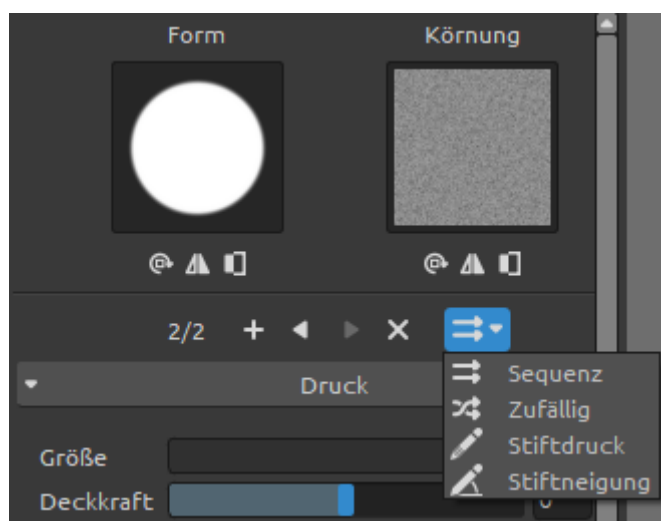 Form Körnung
2/2
Druck
Sequenz
Zufällig
Stiftdruck
Stiftneigung
Größe
Deckkraft